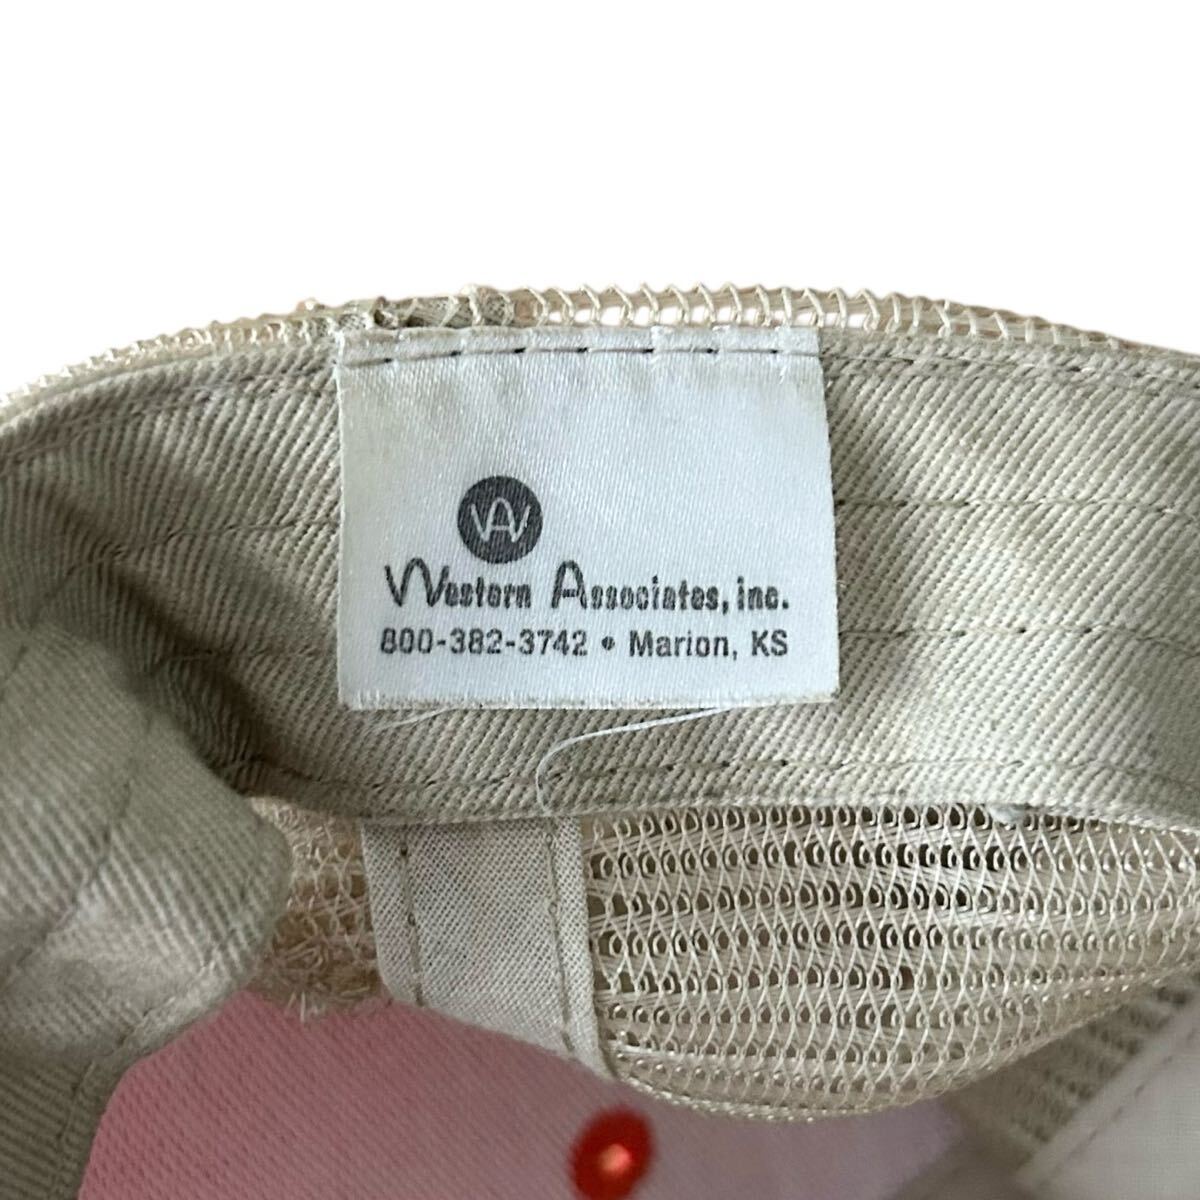 WA
Western Associates, inc.
800-382-3742 • Marion, KS